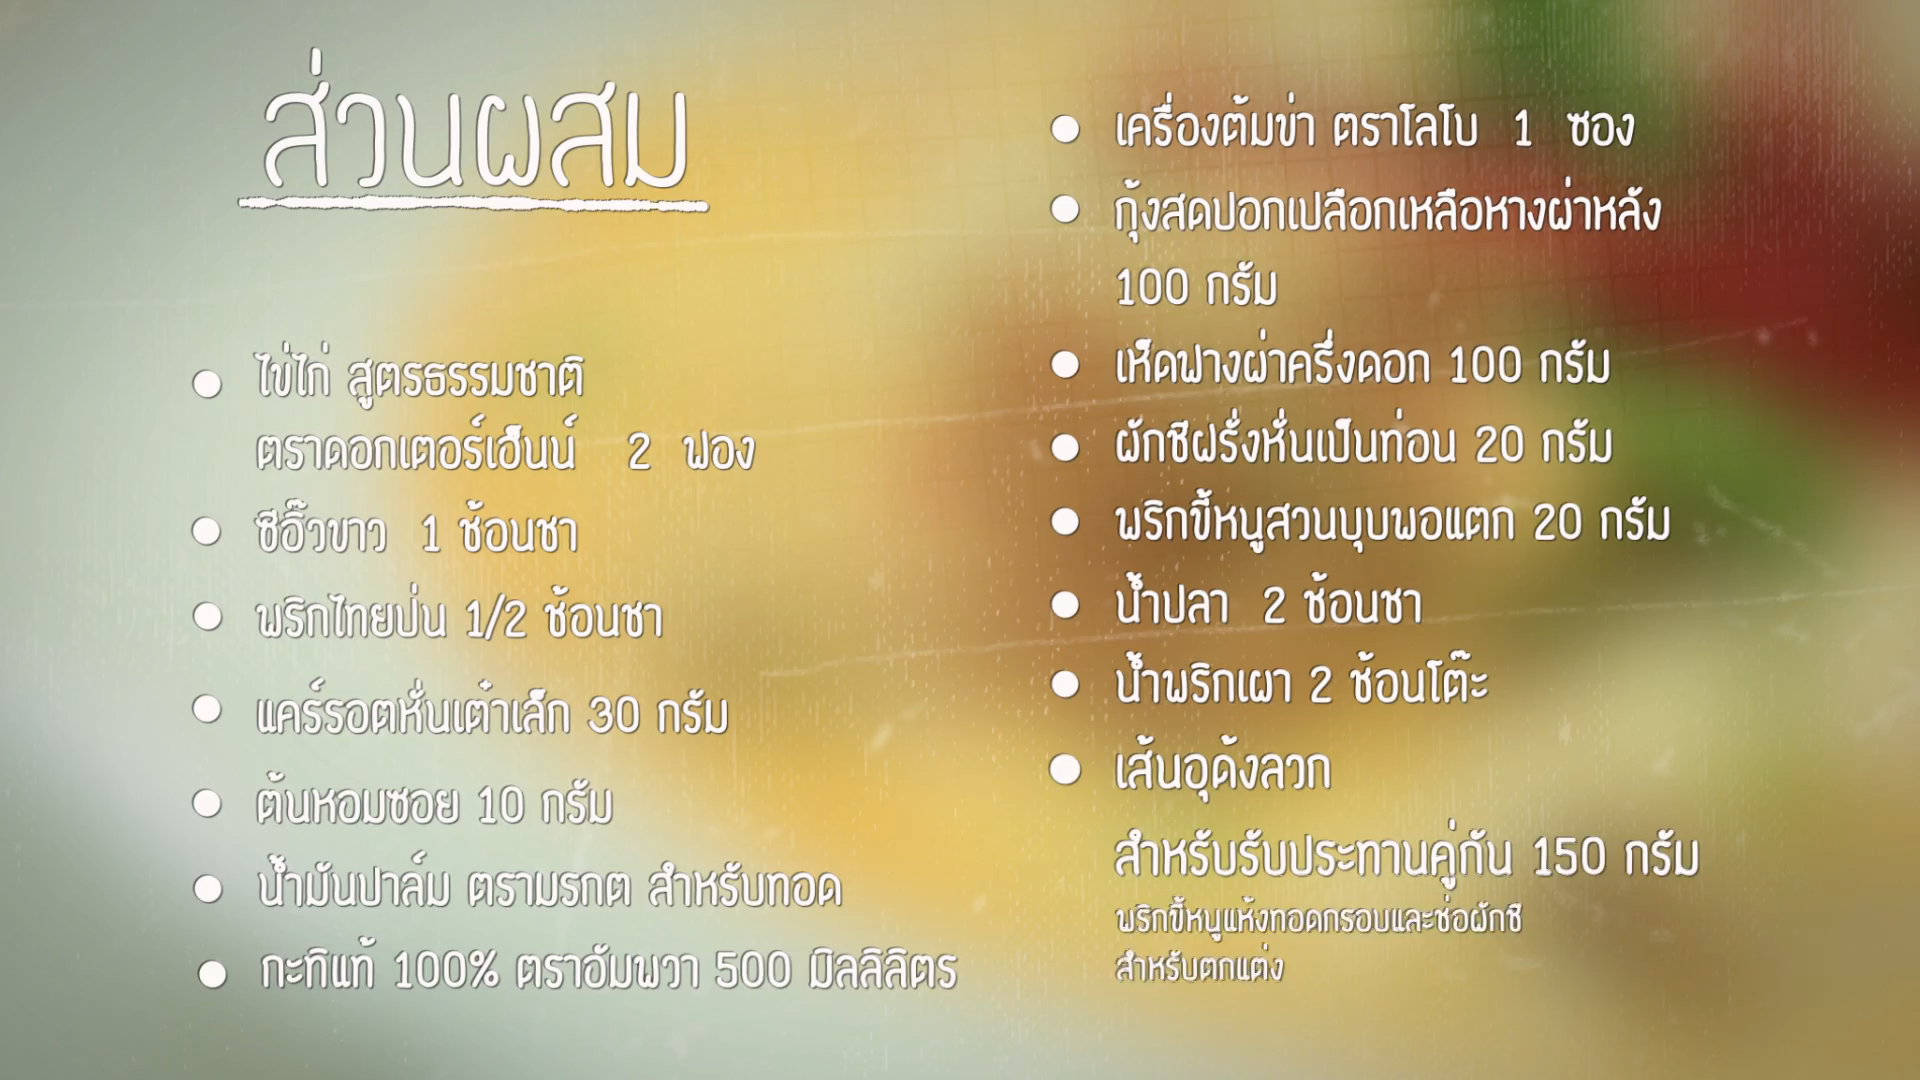 ส่วนผสม
ไข่ไก่ สูตรธรรมชาติ
ตราดอกเตอร์เฮ็นน์ 2 ฟอง
ซีอิ๊วขาว 1 ช้อนชา
พริกไทยป่น 1/2 ช้อนชา
แคร์รอตหั่นเต๋าเล็ก 30 กรัม
ต้นหอมซอย 10 กรัม
น้ำมันปาล์ม ตรามรกต สำหรับทอด
กะทิแท้ 100% ตราอัมพวา 500 มิลลิลิตร
เครื่องต้มข่า ตราโลโบ 1 ซอง
กุ้งสดปอกเปลือกเหลือหางผ่าหลัง
100 กรัม
เห็ดฟางผ่าครึ่งดอก 100 กรัม
ผักชีฝรั่งหั่นเป็นท่อน 20 กรัม
พริกขี้หนูสวนบุบพอแตก 20 กรัม
น้ำปลา 2 ช้อนชา
น้ำพริกเผา 2 ช้อนโต๊ะ
เส้นอุด้งลวก
สำหรับรับประทานคู่กัน 150 กรัม
พริกขี้หนูแห้งทอดกรอบและช่อผักชี
สำหรับตกแต่ง